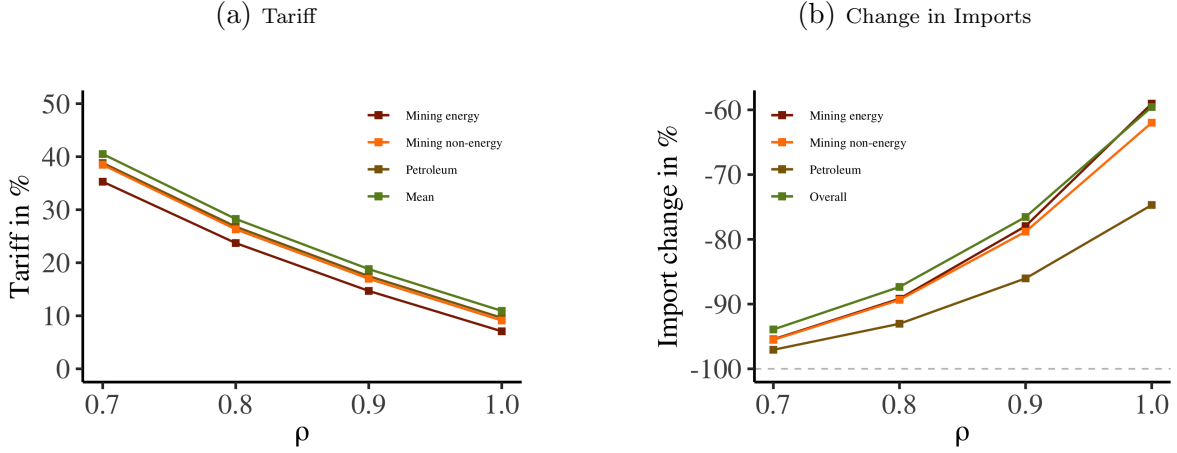 (a) Tariff
Tariff in %
50
40
30
20
10
0
Mining energy
Mining non-energy
Petroleum
Mean
0.7 0.8 0.9 1.0
ρ
(b) Change in Imports
Import change in %
-60
-70
-80
-90
-100
Mining energy
Mining non-energy
Petroleum
Overall
0.7 0.8 0.9 1.0
ρ